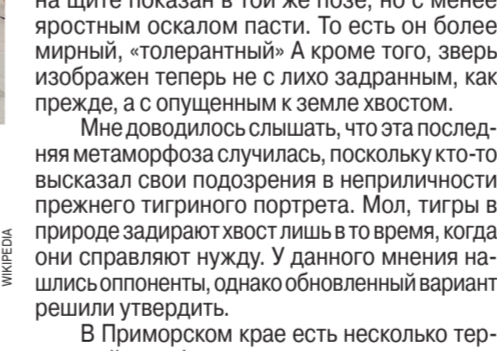 на щите показан в той же позе, но с менее
яростным оскалом пасти. То есть он более
мирный, «толерантный» А кроме того, зверь
изображен теперь не с лихо задранным, как
прежде, а с опущенным к земле хвостом.
Мне доводилось слышать, что эта послед-
няя метаморфоза случилась, поскольку кто-то
высказал свои подозрения в неприличности
прежнего тигриного портрета. Мол, тигры в
природе задирают хвост лишь в то время, когда
они справляют нужду. У данного мнения на-
шлись оппоненты, однако обновленный вариант
решили утвердить.
В Приморском крае есть несколько тер-
WIKIPEDIA